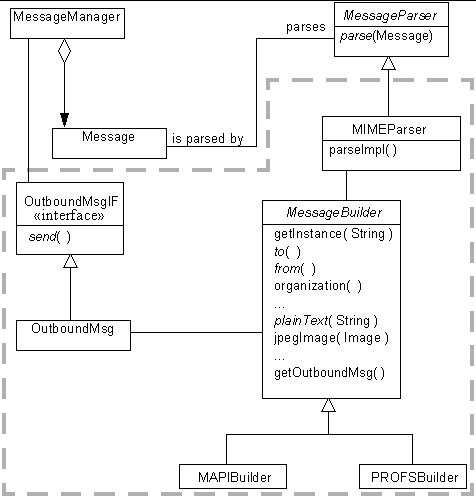 MessageManager
MessageParser
parse(Message)
parses
Message
is parsed by
MIMEParser
parseImpl( )
OutboundMsgIF
«interface»
send( )
MessageBuilder
getInstance( String )
to( )
from( )
organization( )
...
plainText( String )
jpegImage( Image )
...
getOutboundMsg( )
OutboundMsg
MAPIBuilder
PROFSBuilder